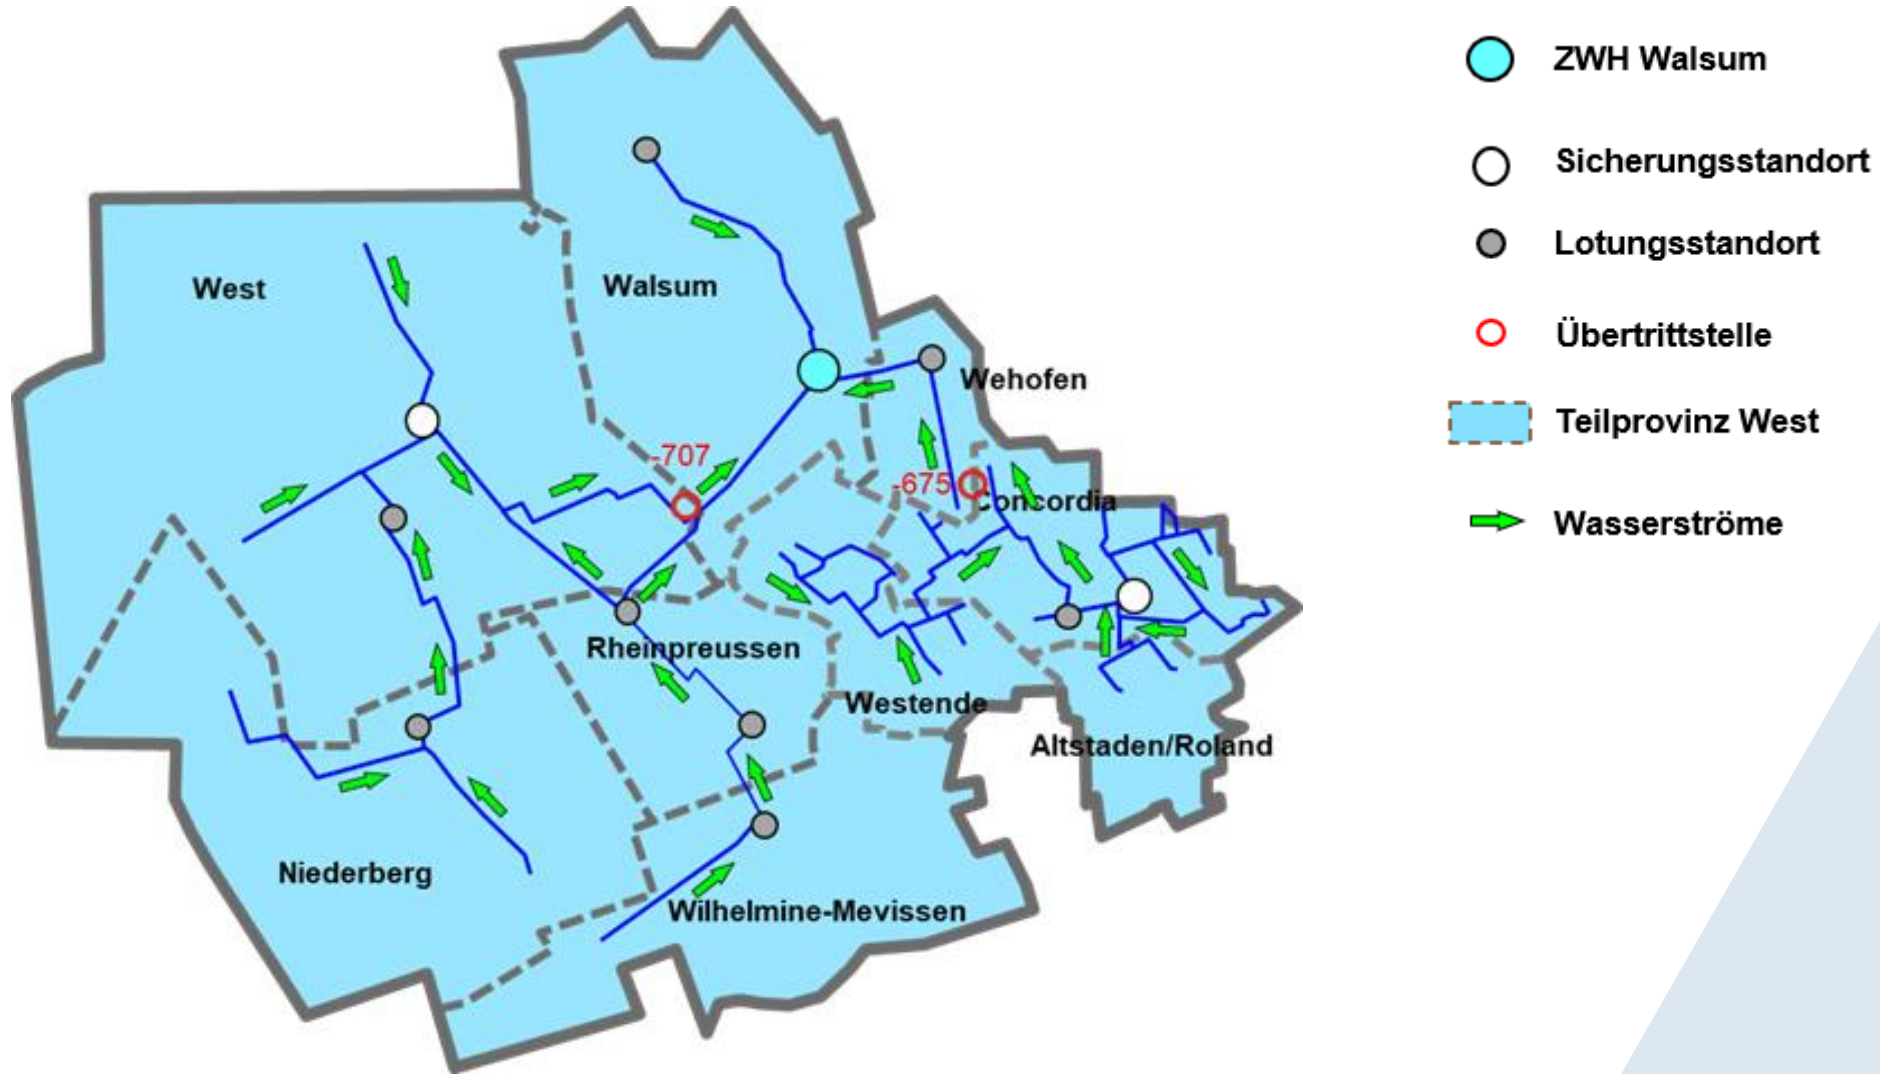 West
Walsum
Wehofen
-707
-675
Concordia
Rheinpreussen
Westende
Altstaden/Roland
Niederberg
Wilhelmine-Mevissen
ZWH Walsum
Sicherungsstandort
Lotungsstandort
Übertrittstelle
Teilprovinz West
Wasserströme